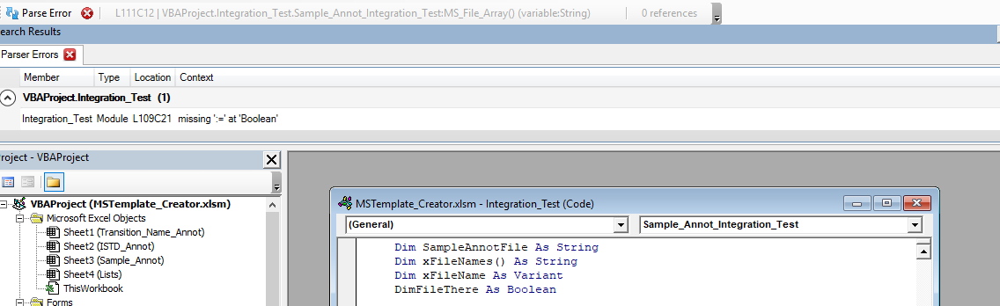 Parse Error L111C12 | VBAProject.Integration_Test.Sample_Annot_Integration_Test:MS_File_Array() (variable:String) 0 references
earch Results
Parser Errors
Member Type Location Context
VBAProject.Integration_Test (1)
Integration_Test Module L109C21 missing ':=' at 'Boolean'
roject - VBAProject
VBAProject (MSTemplate_Creator.xlsm)
Microsoft Excel Objects
Sheet1 (Transition_Name_Annot)
Sheet2 (ISTD_Annot)
Sheet3 (Sample_Annot)
Sheet4 (Lists)
ThisWorkbook
Forms
MSTemplate_Creator.xlsm - Integration_Test (Code)
(General) Sample_Annot_Integration_Test
Dim SampleAnnotFile As String
Dim xFileNames() As String
Dim xFileName As Variant
DimFileThere As Boolean